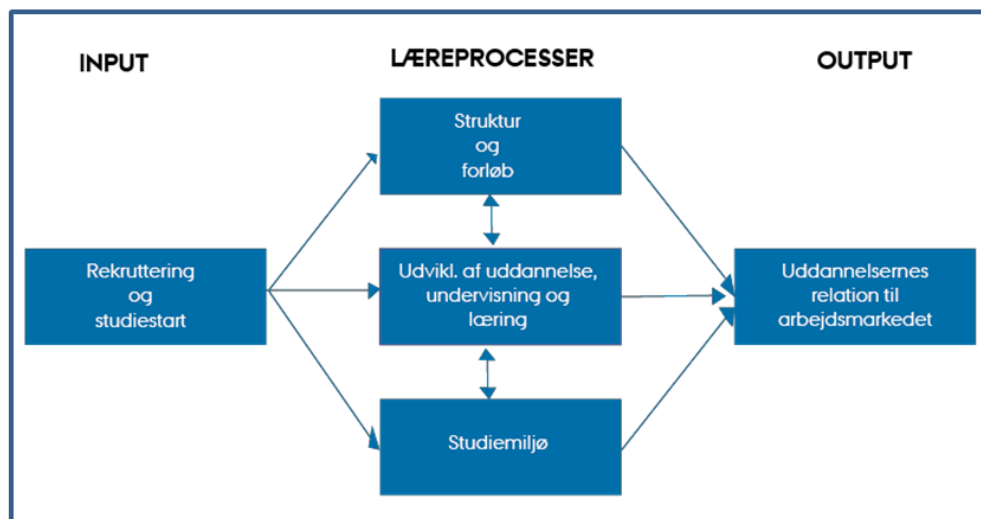 INPUT
LÆREPROCESSER
OUTPUT
Struktur
og
forløb
Rekruttering
og
studiestart
Udvikl. af uddannelse,
undervisning og
læring
Uddannelsernes
relation til
arbejdsmarkedet
Studiemiljø